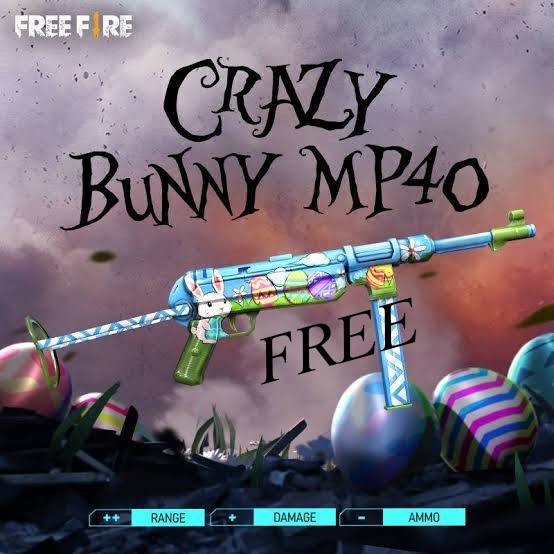 FREE FIRE
CRAZY
BUNNY MP40
FREE
++ RANGE + DAMAGE - AMMO